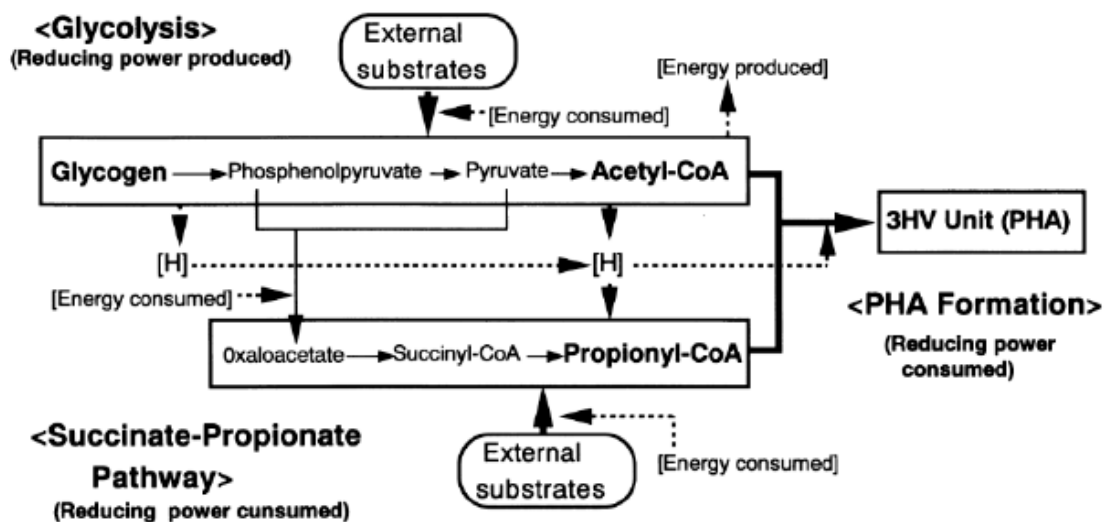 <Glycolysis>
(Reducing power produced)
External
substrates
[Energy produced]
[Energy consumed]
Glycogen
Phosphenolpyruvate
Pyruvate
Acetyl-CoA
3HV Unit (PHA)
[H]
[H]
[Energy consumed]
<PHA Formation>
(Reducing power
consumed)
0xaloacetate
Succinyl-CoA
Propionyl-CoA
<Succinate-Propionate
Pathway>
(Reducing power cunsumed)
External
substrates
[Energy consumed]